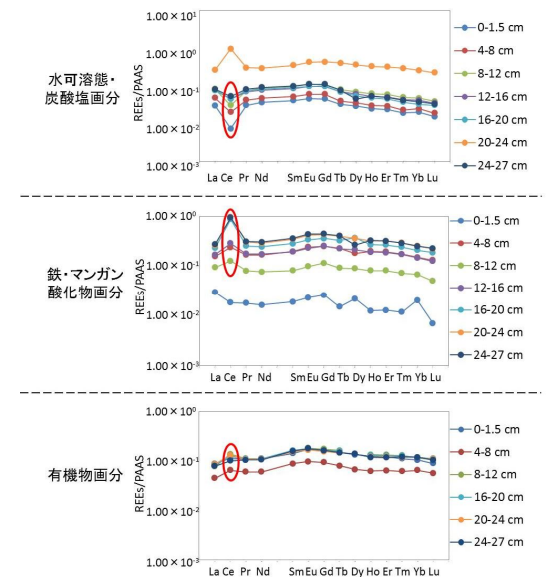 水可溶態・
炭酸塩画分
REEs/PAAS
1.00×10¹
1.00×10⁰
1.00×10⁻¹
1.00×10⁻²
1.00×10⁻³
La Ce Pr Nd Sm Eu Gd Tb Dy Ho Er Tm Yb Lu
0-1.5 cm
4-8 cm
8-12 cm
12-16 cm
16-20 cm
20-24 cm
24-27 cm
鉄・マンガン
酸化物画分
REEs/PAAS
1.00×10⁰
1.00×10⁻¹
1.00×10⁻²
1.00×10⁻³
La Ce Pr Nd Sm Eu Gd Tb Dy Ho Er Tm Yb Lu
0-1.5 cm
4-8 cm
8-12 cm
12-16 cm
16-20 cm
20-24 cm
24-27 cm
有機物画分
REEs/PAAS
1.00×10⁰
1.00×10⁻¹
1.00×10⁻²
1.00×10⁻³
La Ce Pr Nd Sm Eu Gd Tb Dy Ho Er Tm Yb Lu
0-1.5 cm
4-8 cm
8-12 cm
16-20 cm
20-24 cm
24-27 cm